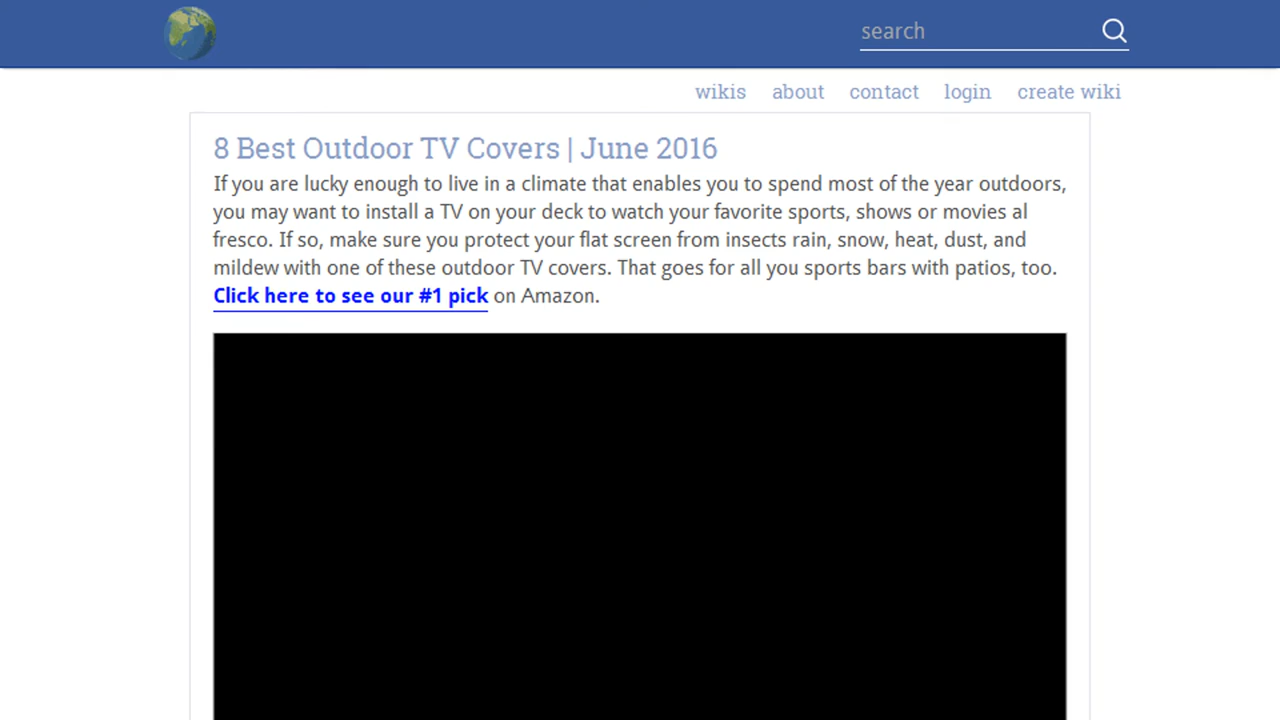 search
wikis about contact login create wiki
8 Best Outdoor TV Covers | June 2016
If you are lucky enough to live in a climate that enables you to spend most of the year outdoors,
you may want to install a TV on your deck to watch your favorite sports, shows or movies al
fresco. If so, make sure you protect your flat screen from insects rain, snow, heat, dust, and
mildew with one of these outdoor TV covers. That goes for all you sports bars with patios, too.
Click here to see our #1 pick on Amazon.